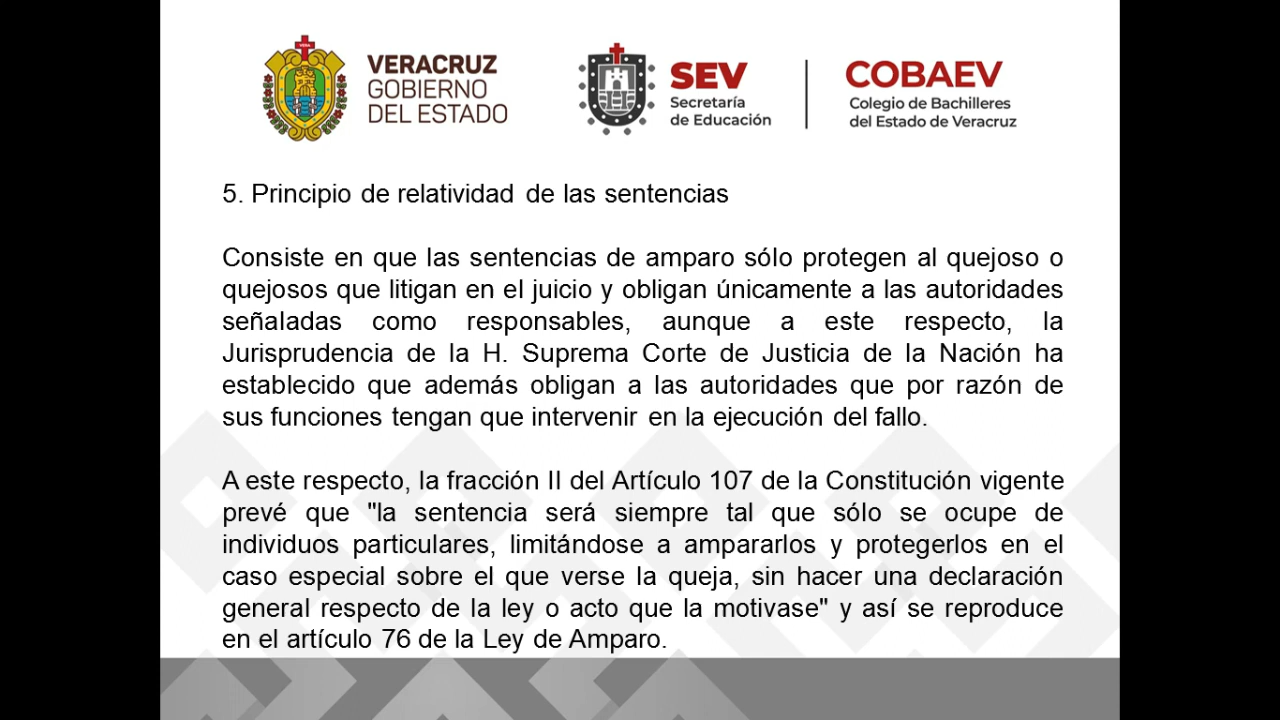 VERACRUZ
GOBIERNO
DEL ESTADO
SEV
Secretaría
de Educación
COBAEV
Colegio de Bachilleres
del Estado de Veracruz
5. Principio de relatividad de las sentencias
Consiste en que las sentencias de amparo sólo protegen al quejoso o
quejosos que litigan en el juicio y obligan únicamente a las autoridades
señaladas como responsables, aunque a este respecto, la
Jurisprudencia de la H. Suprema Corte de Justicia de la Nación ha
establecido que además obligan a las autoridades que por razón de
sus funciones tengan que intervenir en la ejecución del fallo.
A este respecto, la fracción II del Artículo 107 de la Constitución vigente
prevé que "la sentencia será siempre tal que sólo se ocupe de
individuos particulares, limitándose a ampararlos y protegerlos en el
caso especial sobre el que verse la queja, sin hacer una declaración
general respecto de la ley o acto que la motivase" y así se reproduce
en el artículo 76 de la Ley de Amparo.